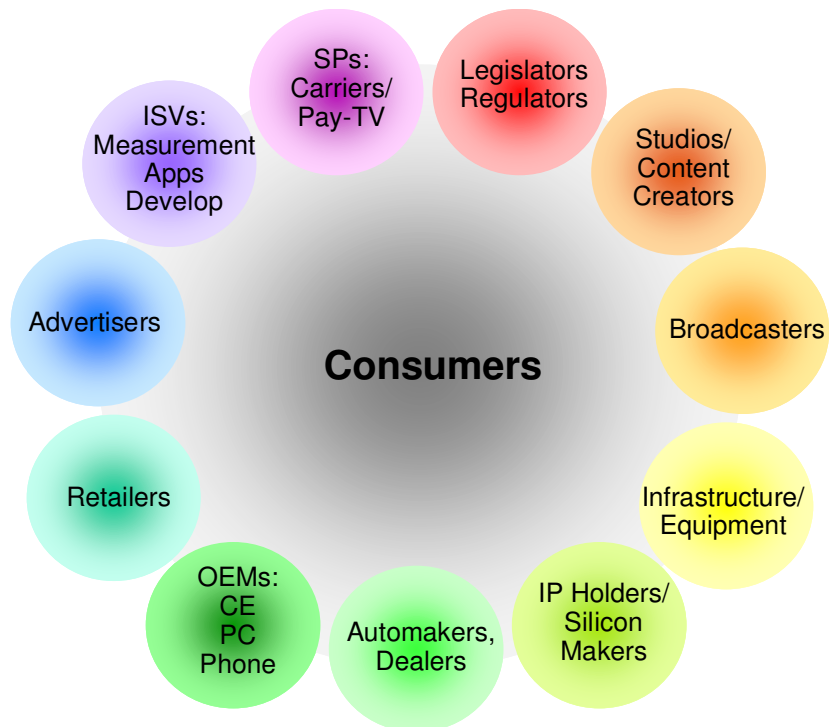 SPs:
Carriers/
Pay-TV
Legislators
Regulators
Studios/
Content
Creators
Broadcasters
Infrastructure/
Equipment
IP Holders/
Silicon
Makers
Automakers,
Dealers
OEMs:
CE
PC
Phone
Retailers
Advertisers
ISVs:
Measurement
Apps
Develop
Consumers